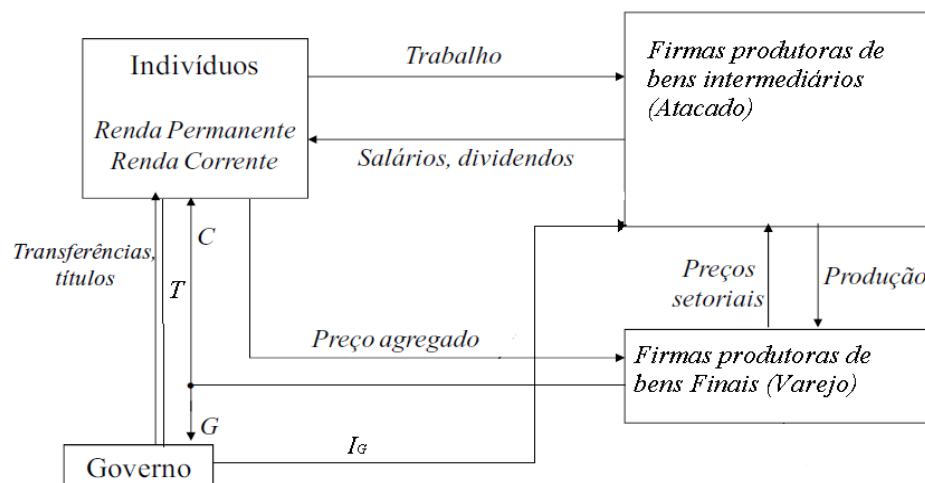 Indivíduos
Renda Permanente
Renda Corrente
Trabalho
Salários, dividendos
Firmas produtoras de
bens intermediários
(Atacado)
Transferências,
títulos
T
C
G
Preço agregado
Preços
setoriais
Produção
Firmas produtoras de
bens Finais (Varejo)
Governo
IG